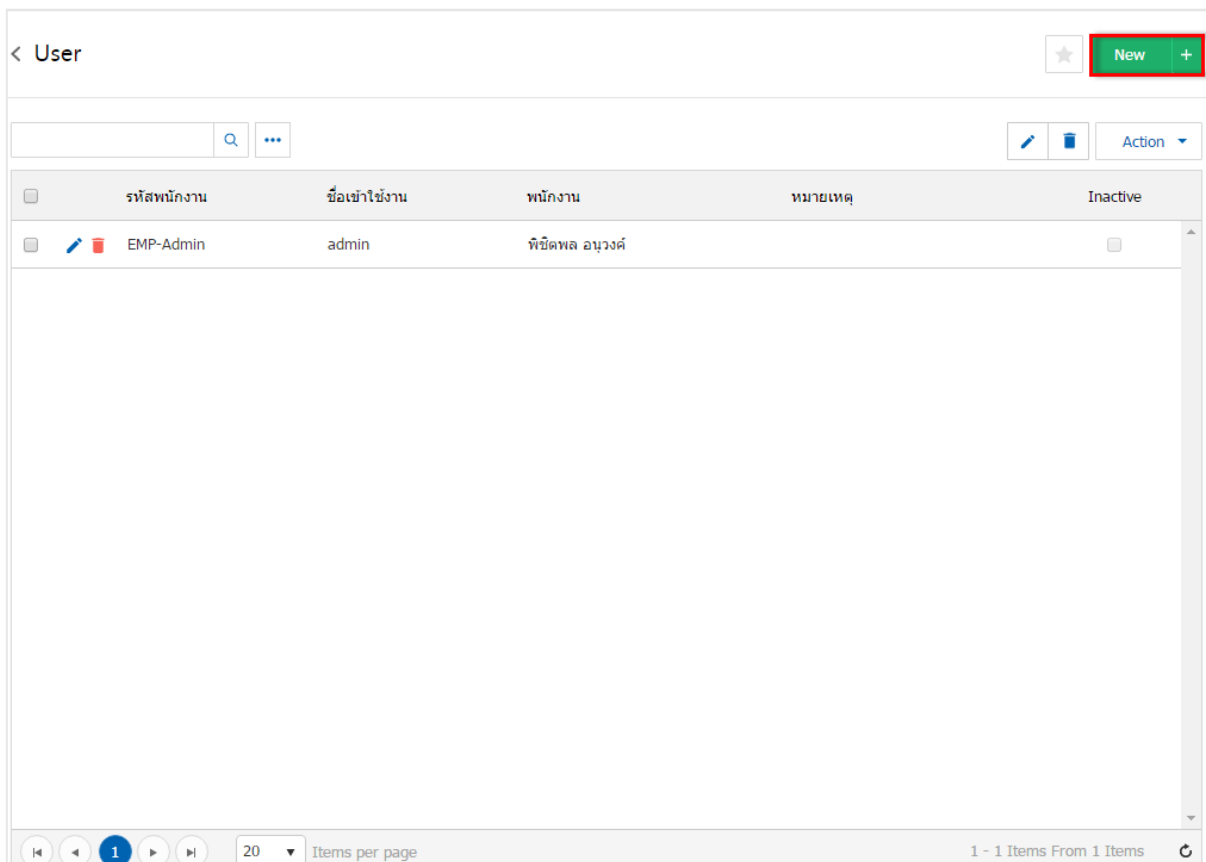 < User
New +
Action
รหัสพนักงาน ชื่อเข้าใช้งาน พนักงาน หมายเหตุ Inactive
EMP-Admin admin พิชิตพล อนุวงค์
1 20 Items per page 1 - 1 Items From 1 Items